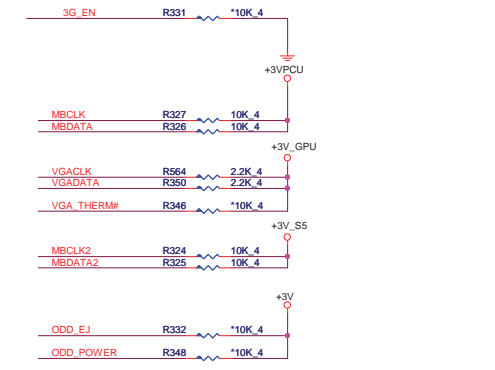 3G_EN R331 *10K_4
+3VPCU
MBCLK R327 10K_4
MBDATA R326 10K_4
+3V_GPU
VGACLK R564 2.2K_4
VGADATA R350 2.2K_4
VGA_THERM# R346 *10K_4
+3V_S5
MBCLK2 R324 10K_4
MBDATA2 R325 10K_4
+3V
ODD_EJ R332 *10K_4
ODD_POWER R348 *10K_4